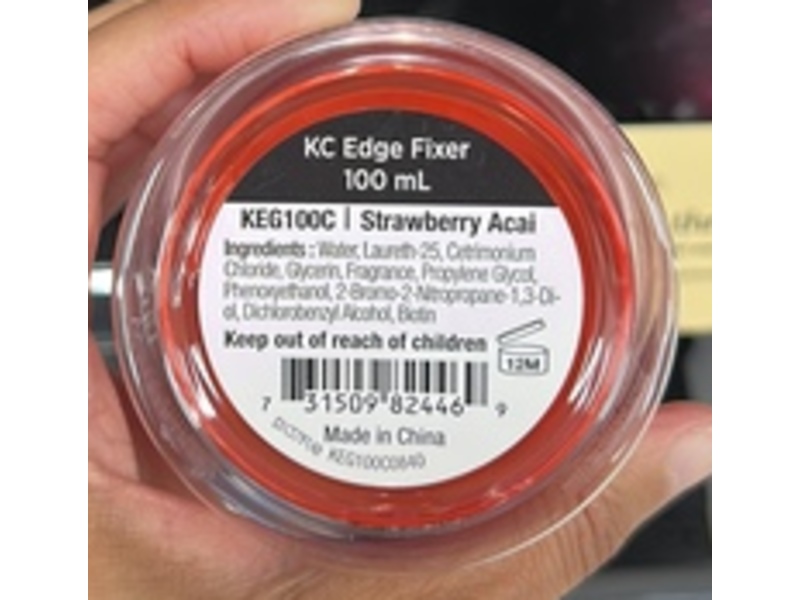 KC Edge Fixer
100 mL
KEG100C | Strawberry Acai
Ingredients : Water, Laureth-25, Cetrimonium
Chloride, Glycerin, Fragrance, Propylene Glycol,
Phenoxyethanol, 2-Bromo-2-Nitropropane-1,3-Di-
ol, Dichlorobenzyl Alcohol, Biotin
Keep out of reach of children
12M
7 31509 82446 9
Made in China
KEG100C0840